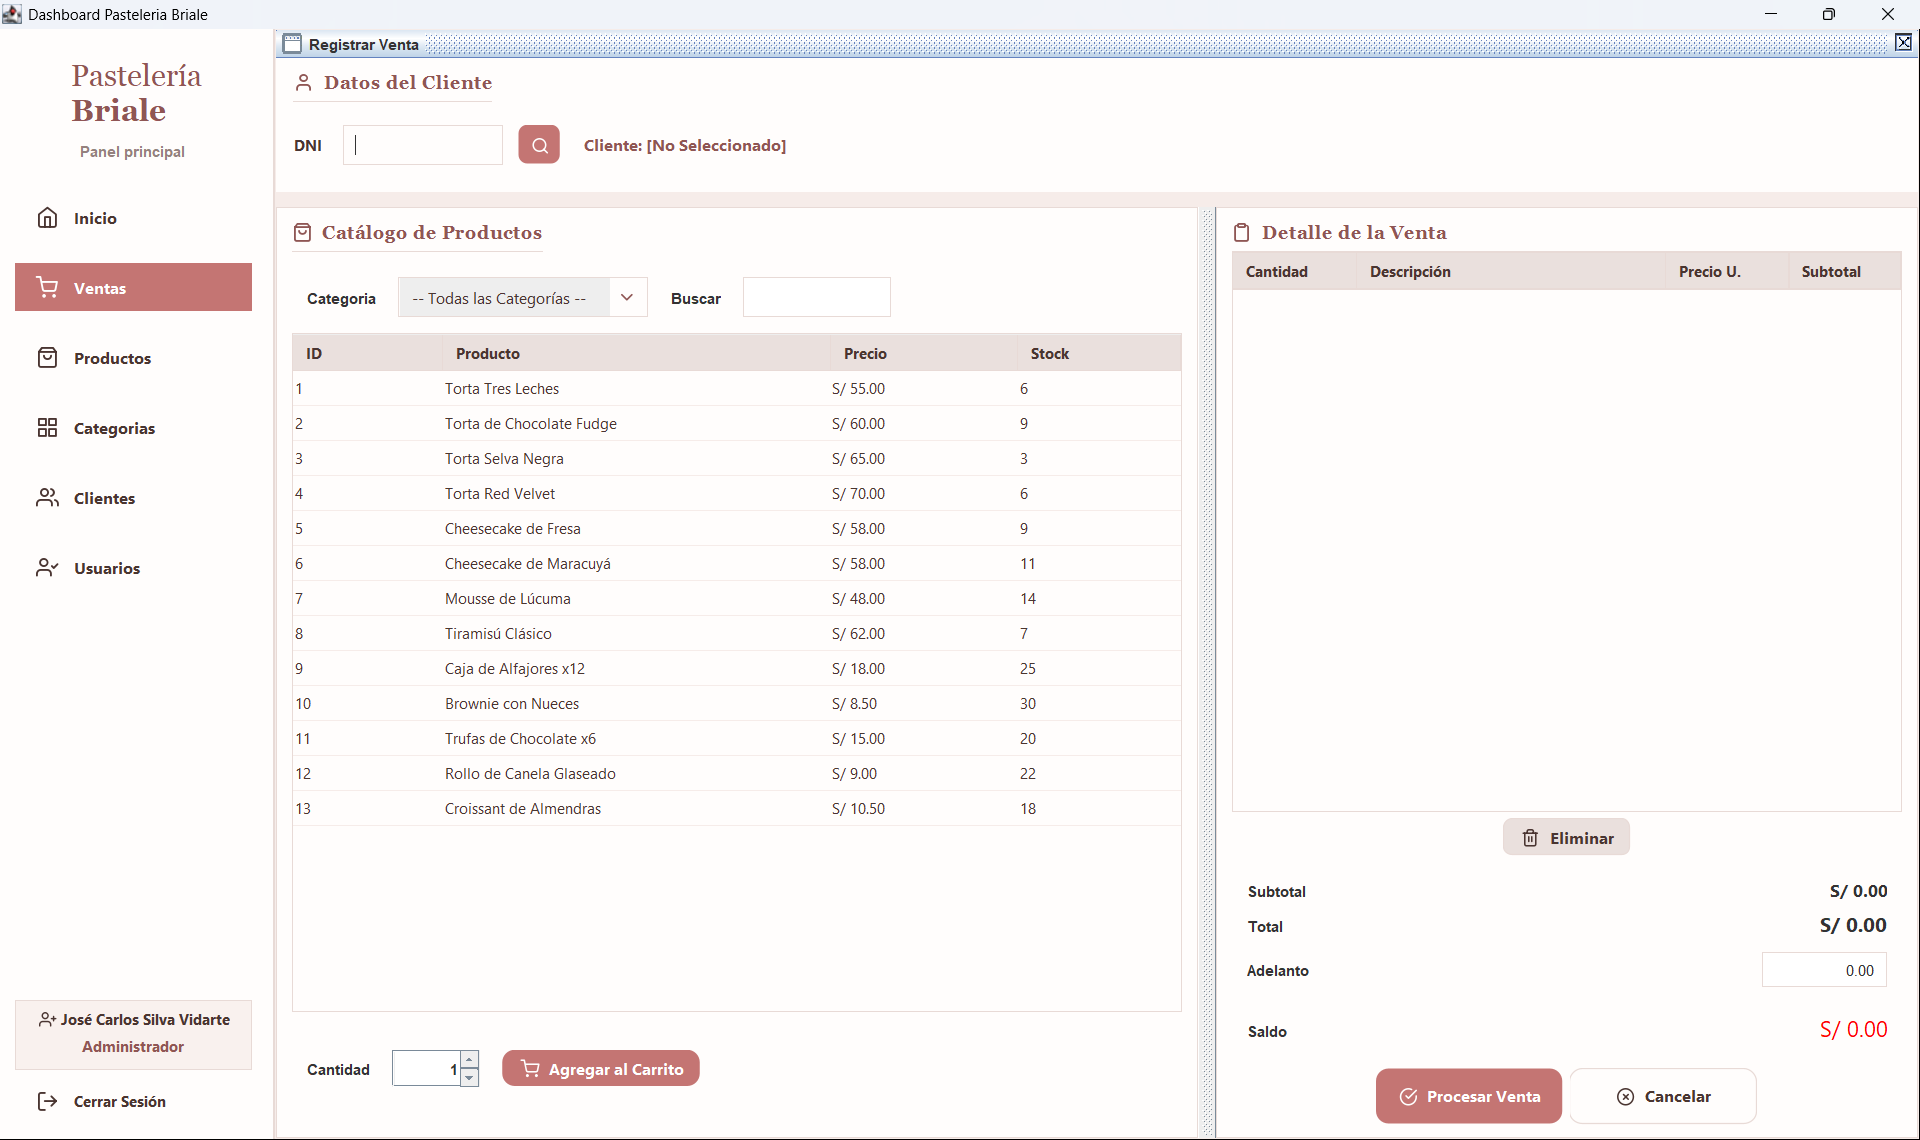 Dashboard Pasteleria Briale
Pastelería
Briale
Panel principal
Inicio
Ventas
Productos
Categorias
Clientes
Usuarios
José Carlos Silva Vidarte
Administrador
Cerrar Sesión
Registrar Venta
Datos del Cliente
DNI
Cliente: [No Seleccionado]
Catálogo de Productos
Categoria -- Todas las Categorías -- Buscar
ID Producto Precio Stock
1 Torta Tres Leches S/ 55.00 6
2 Torta de Chocolate Fudge S/ 60.00 9
3 Torta Selva Negra S/ 65.00 3
4 Torta Red Velvet S/ 70.00 6
5 Cheesecake de Fresa S/ 58.00 9
6 Cheesecake de Maracuyá S/ 58.00 11
7 Mousse de Lúcuma S/ 48.00 14
8 Tiramisú Clásico S/ 62.00 7
9 Caja de Alfajores x12 S/ 18.00 25
10 Brownie con Nueces S/ 8.50 30
11 Trufas de Chocolate x6 S/ 15.00 20
12 Rollo de Canela Glaseado S/ 9.00 22
13 Croissant de Almendras S/ 10.50 18
Cantidad 1 Agregar al Carrito
Detalle de la Venta
Cantidad Descripción Precio U. Subtotal
Eliminar
Subtotal S/ 0.00
Total S/ 0.00
Adelanto 0.00
Saldo S/ 0.00
Procesar Venta Cancelar